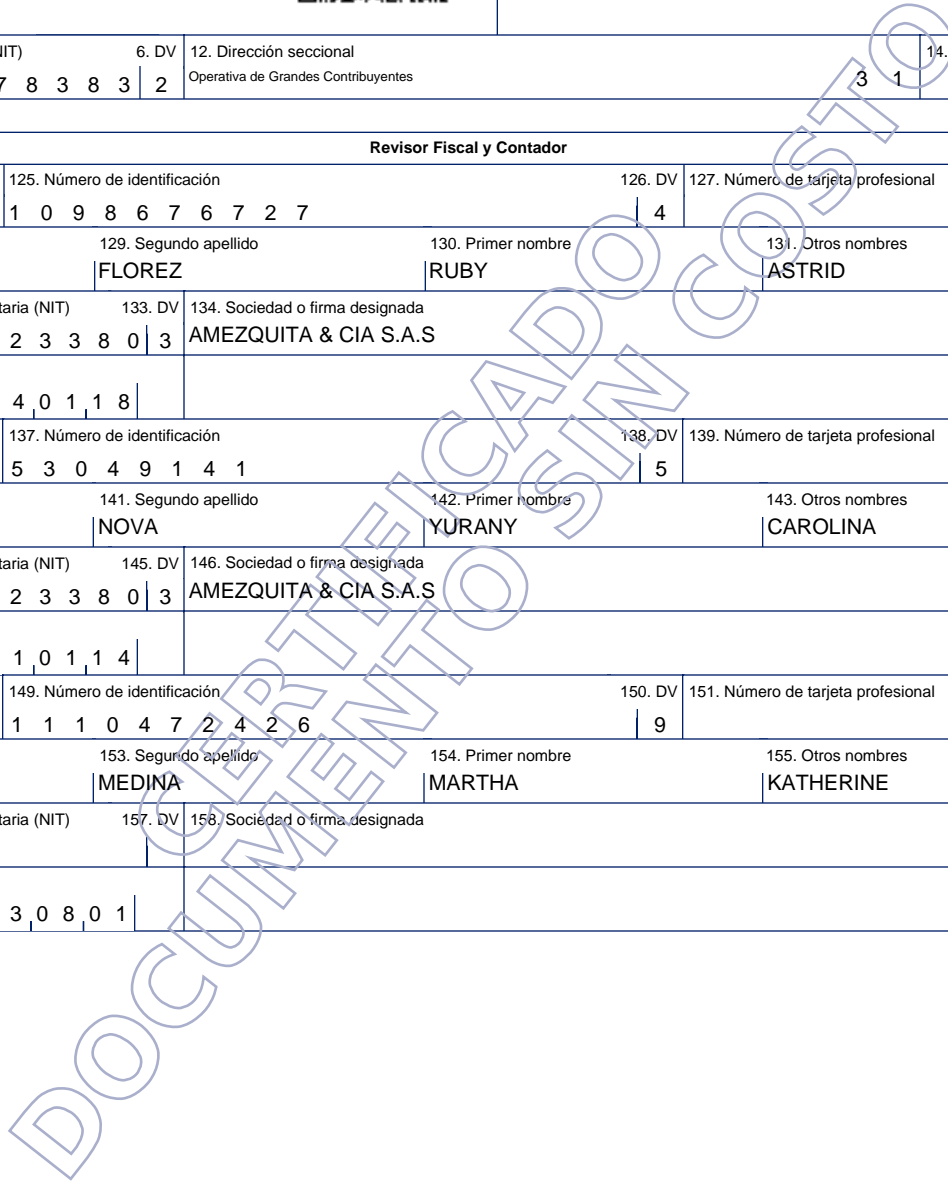 NIT) 6. DV 12. Dirección seccional 14.
7 8 3 8 3 2 Operativa de Grandes Contribuyentes 3 1
Revisor Fiscal y Contador
125. Número de identificación 126. DV 127. Número de tarjeta profesional
1 0 9 8 6 7 6 7 2 7 4
129. Segundo apellido 130. Primer nombre 131. Otros nombres
FLOREZ RUBY ASTRID
taria (NIT) 133. DV 134. Sociedad o firma designada
2 3 3 8 0 3 AMEZQUITA & CIA S.A.S
4 0 1 1 8
137. Número de identificación 138. DV 139. Número de tarjeta profesional
5 3 0 4 9 1 4 1 5
141. Segundo apellido 142. Primer nombre 143. Otros nombres
NOVA YURANY CAROLINA
taria (NIT) 145. DV 146. Sociedad o firma designada
2 3 3 8 0 3 AMEZQUITA & CIA S.A.S
1 0 1 1 4
149. Número de identificación 150. DV 151. Número de tarjeta profesional
1 1 1 0 4 7 2 4 2 6 9
153. Segundo apellido 154. Primer nombre 155. Otros nombres
MEDINA MARTHA KATHERINE
taria (NIT) 157. DV 158. Sociedad o firma designada
3 0 8 0 1
CERTIFICADO
DOCUMENTO SIN COSTO